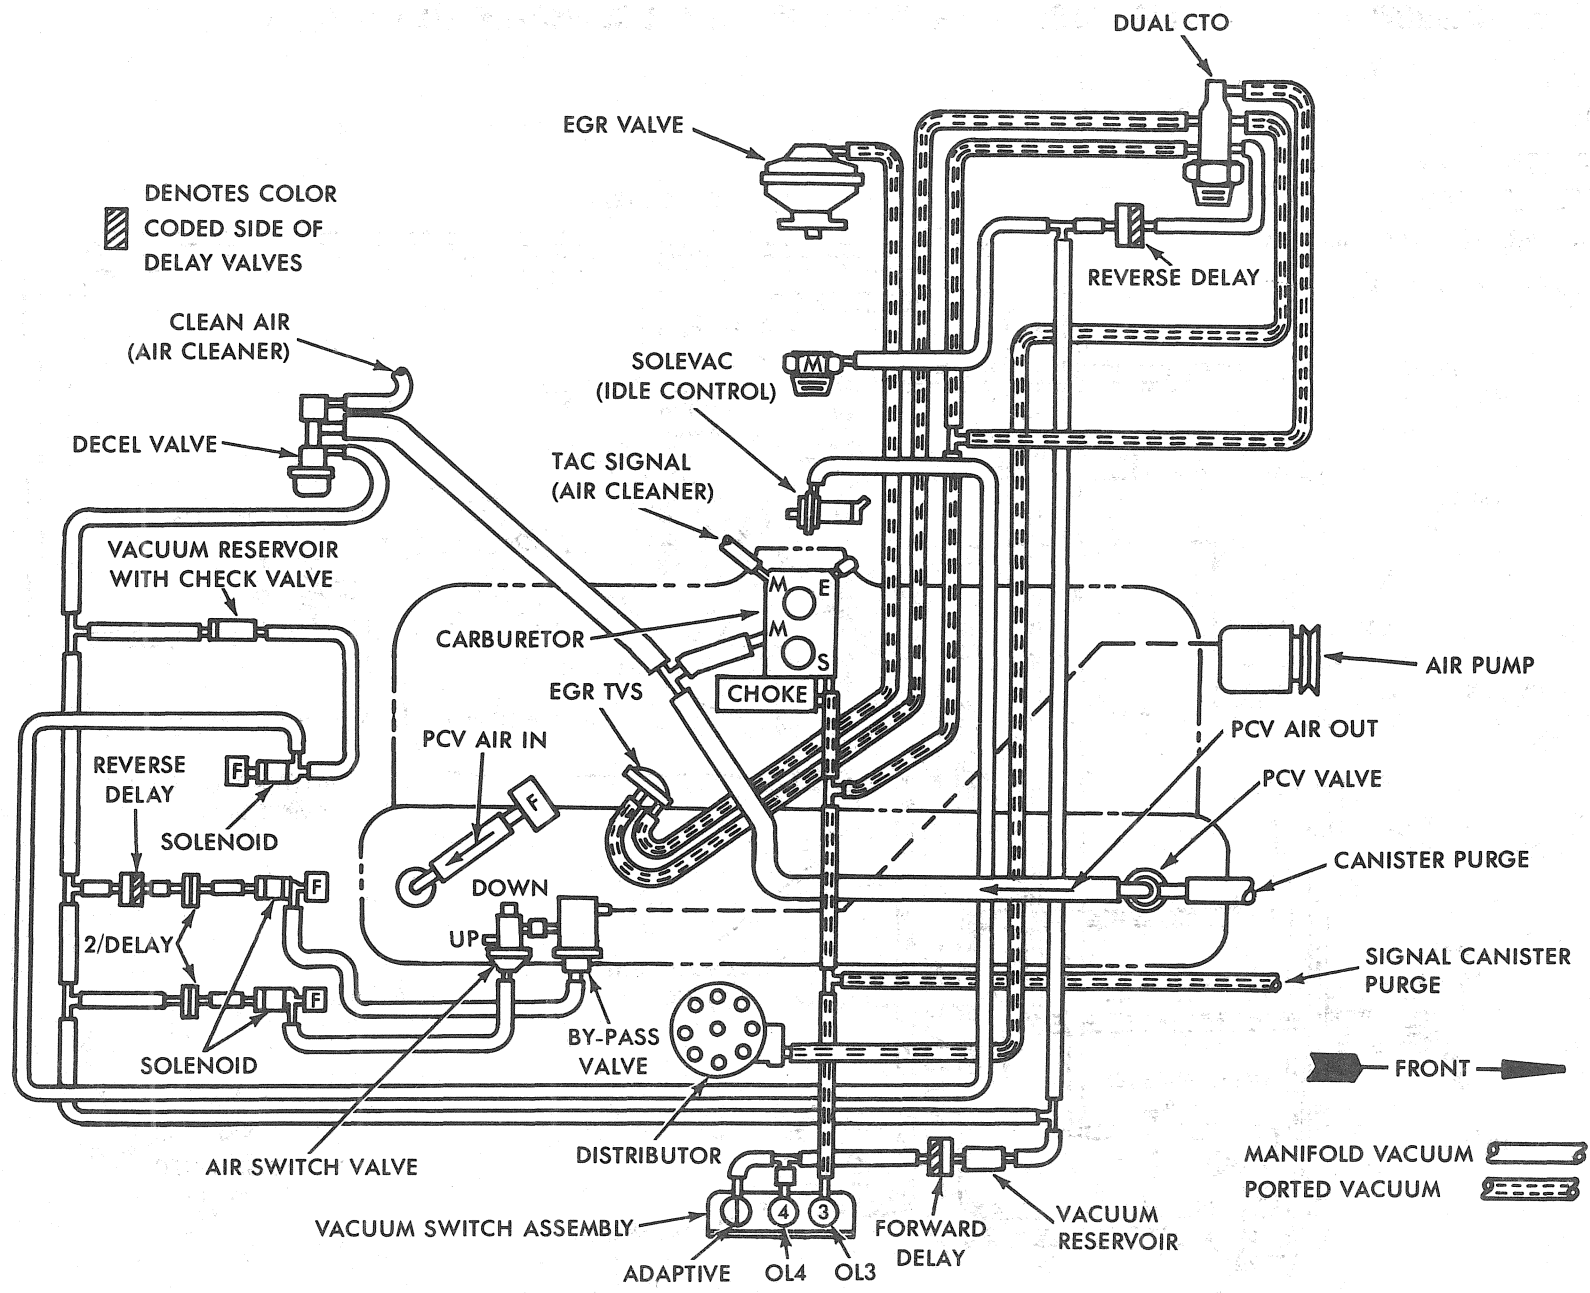 DUAL CTO
EGR VALVE
DENOTES COLOR
CODED SIDE OF
DELAY VALVES
REVERSE DELAY
CLEAN AIR
(AIR CLEANER)
SOLEVAC
(IDLE CONTROL)
M
DECEL VALVE
TAC SIGNAL
(AIR CLEANER)
VACUUM RESERVOIR
WITH CHECK VALVE
M E
CARBURETOR
M
S
AIR PUMP
EGR TVS
CHOKE
PCV AIR IN
PCV AIR OUT
F
REVERSE
DELAY
PCV VALVE
F
SOLENOID
CANISTER PURGE
F
DOWN
2/DELAY
UP
SIGNAL CANISTER
PURGE
F
SOLENOID
BY-PASS
VALVE
FRONT
AIR SWITCH VALVE
DISTRIBUTOR
MANIFOLD VACUUM
PORTED VACUUM
4 3
VACUUM SWITCH ASSEMBLY
FORWARD
DELAY
VACUUM
RESERVOIR
ADAPTIVE
OL4
OL3